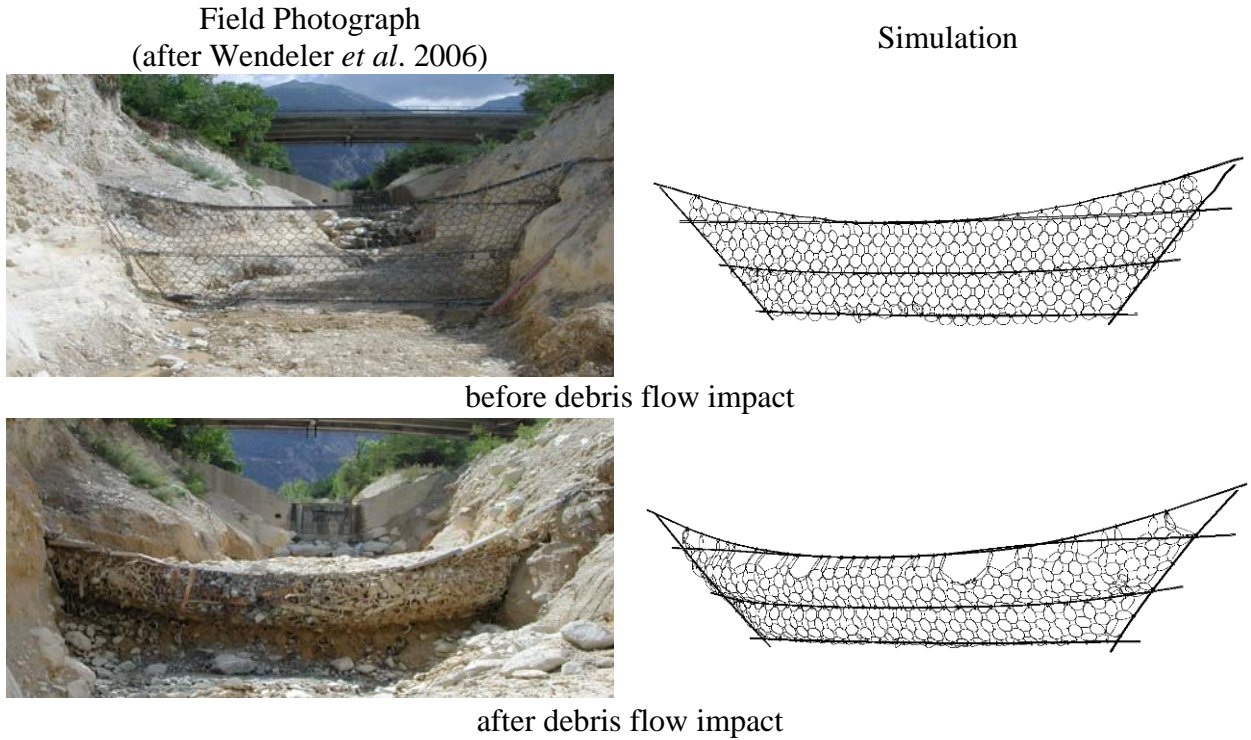 Field Photograph
(after Wendeler et al. 2006)
Simulation
before debris flow impact
after debris flow impact